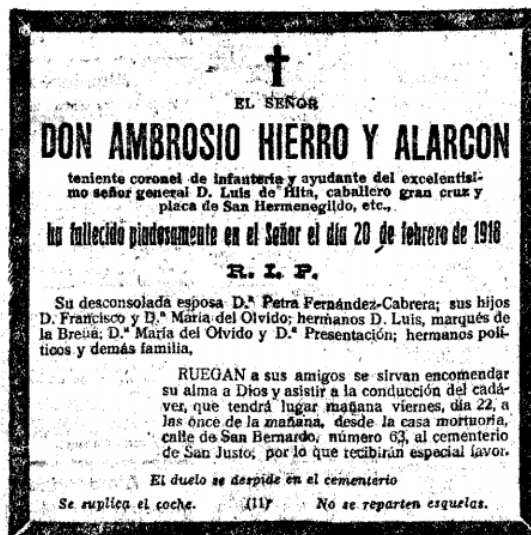 EL SEÑOR
DON AMBROSIO HIERRO Y ALARCON
teniente coronel de infantería y ayudante del excelentísi-
mo señor general D. Luis de Hita, caballero gran cruz y
placa de San Hermenegildo, etc.,
ha fallecido piadosamente en el Señor el día 20 de febrero de 1918
R. I. P.
Su desconsolada esposa D.ª Petra Fernández-Cabrera; sus hijos
D. Francisco y D.ª María del Olvido; hermanos D. Luis, marqués de
la Breña; D.ª María del Olvido y D.ª Presentación; hermanos polí-
ticos y demás familia,
RUEGAN a sus amigos se sirvan encomendar
su alma a Dios y asistir a la conducción del cadá-
ver, que tendrá lugar mañana viernes, día 22, a
las once de la mañana, desde la casa mortuoria,
calle de San Bernardo, número 63, al cementerio
de San Justo; por lo que recibirán especial favor.
El duelo se despide en el cementerio
Se suplica el coche. (11) No se reparten esquelas.